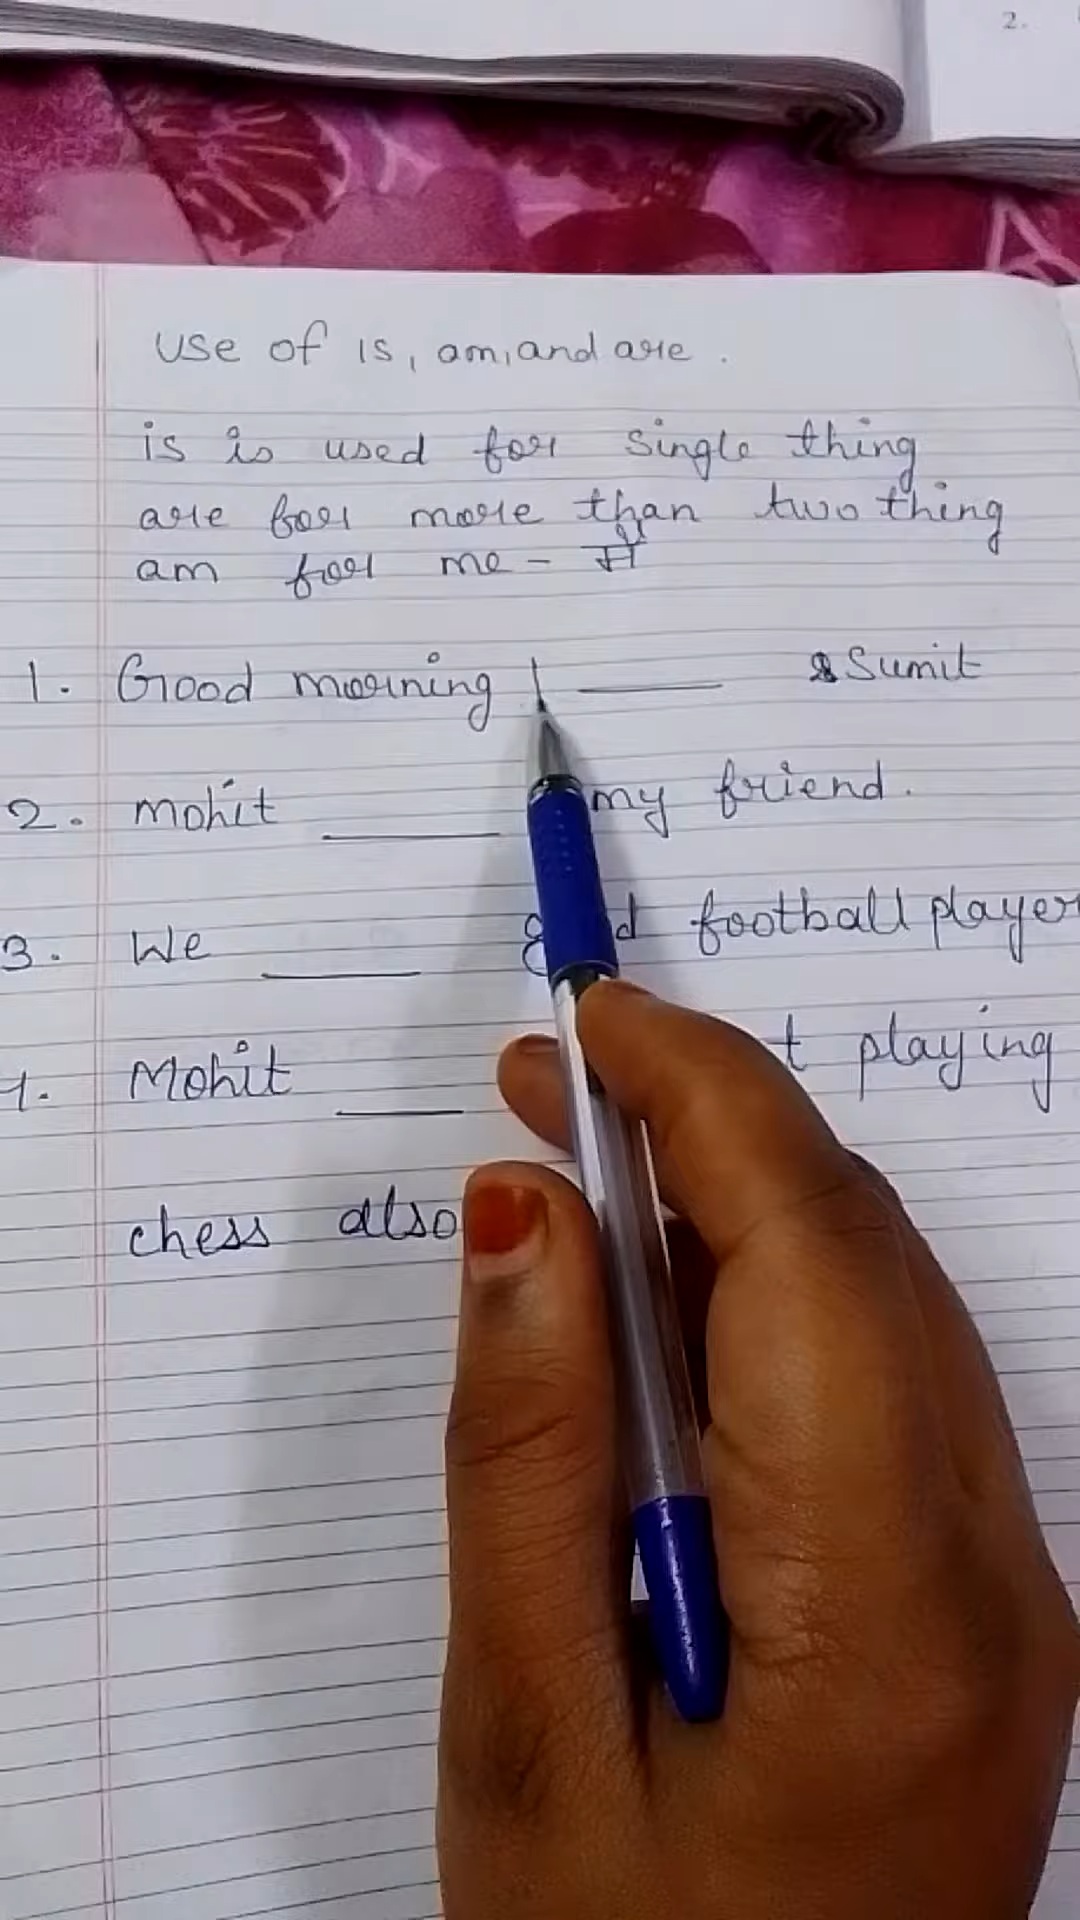 2.
use of is, am, and are.
is is used for single thing
are for more than two thing
am for me - मैं
1. Good morning I ____ Sumit
2. mohit ____ my friend.
3. We ____ football player
4. Mohit ____ playing
chess also